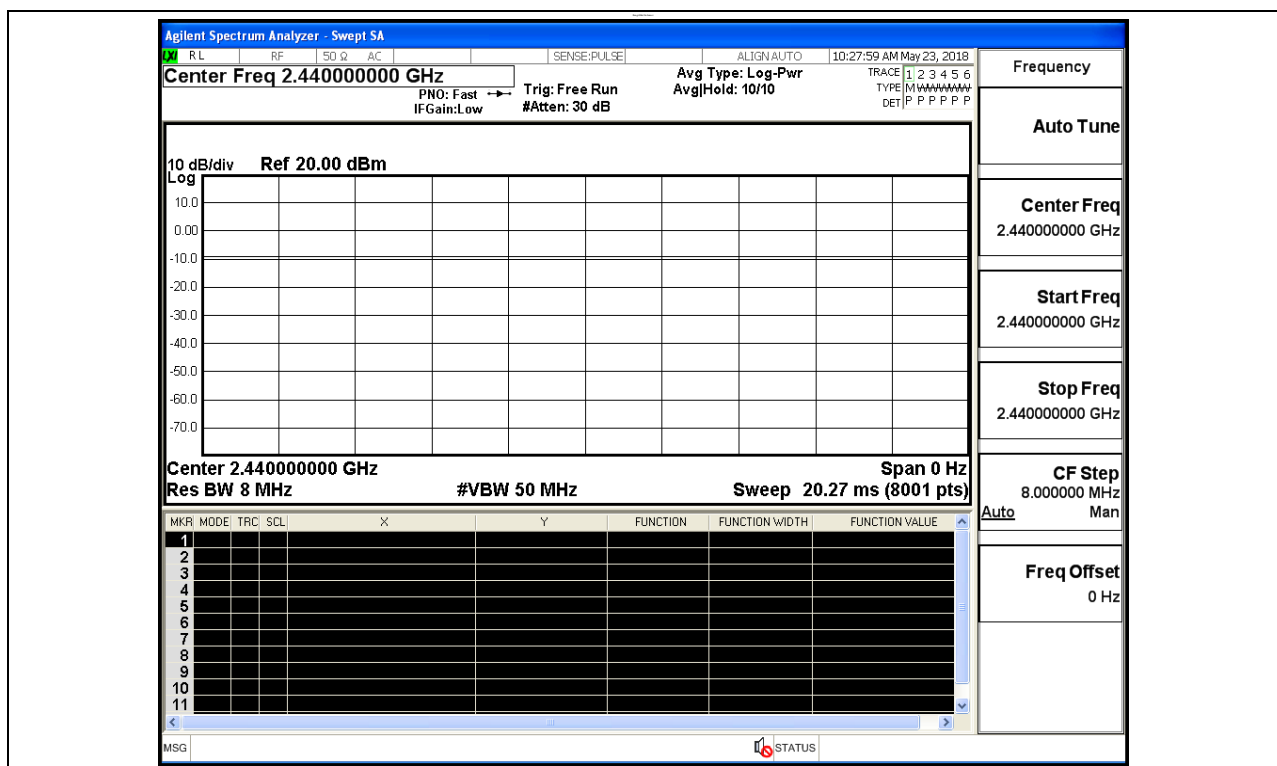 Agilent Spectrum Analyzer - Swept SA
LXI RL RF 50 Ω AC SENSE:PULSE ALIGN AUTO 10:27:59 AM May 23, 2018
Center Freq 2.440000000 GHz
PNO: Fast
IFGain:Low
Trig: Free Run
#Atten: 30 dB
Avg Type: Log-Pwr
Avg|Hold: 10/10
TRACE 1 2 3 4 5 6
TYPE M W W W W W
DET P P P P P P
10 dB/div Ref 20.00 dBm
Log
10.0
0.00
-10.0
-20.0
-30.0
-40.0
-50.0
-60.0
-70.0
Center 2.440000000 GHz Span 0 Hz
Res BW 8 MHz #VBW 50 MHz Sweep 20.27 ms (8001 pts)
MKR MODE TRC SCL X Y FUNCTION FUNCTION WIDTH FUNCTION VALUE
1
2
3
4
5
6
7
8
9
10
11
MSG STATUS
Frequency
Auto Tune
Center Freq
2.440000000 GHz
Start Freq
2.440000000 GHz
Stop Freq
2.440000000 GHz
CF Step
8.000000 MHz
Auto Man
Freq Offset
0 Hz